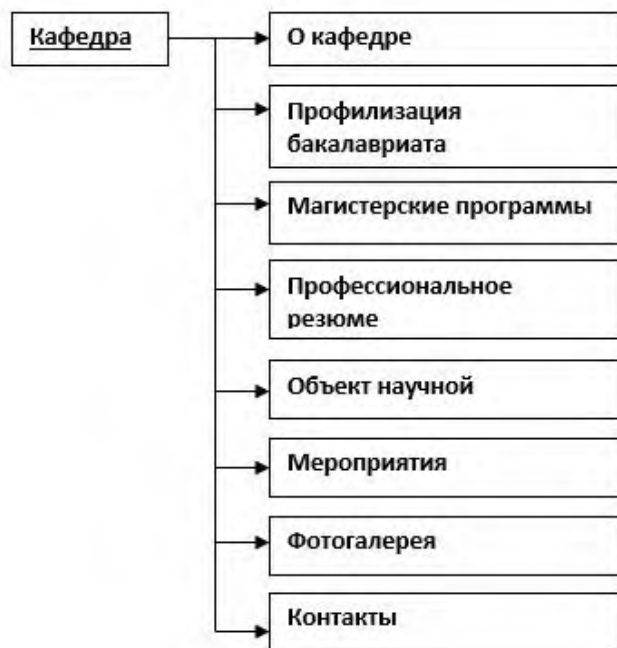 Кафедра
О кафедре
Профилизация
бакалавриата
Магистерские программы
Профессиональное
резюме
Объект научной
Мероприятия
Фотогалерея
Контакты